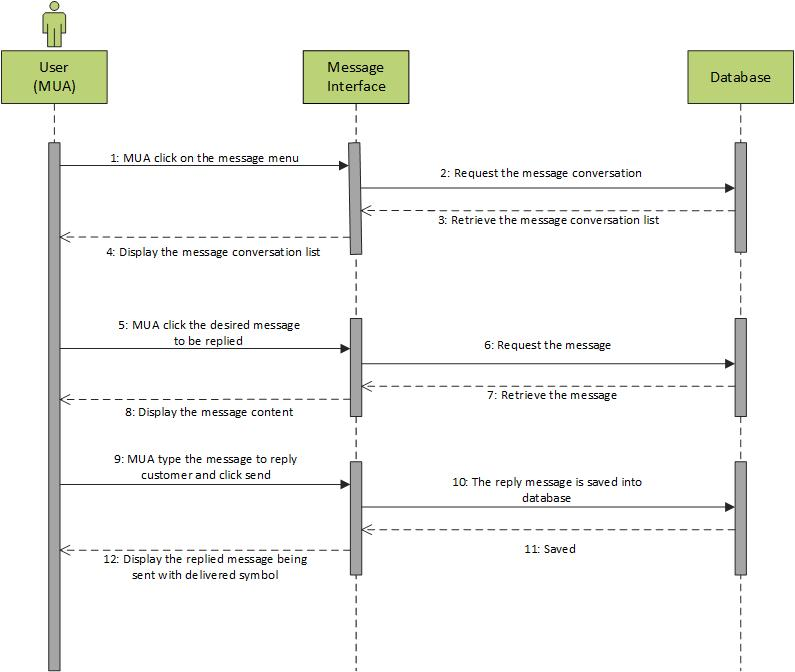 User
(MUA)
Message
Interface
Database
1: MUA click on the message menu
2: Request the message conversation
3: Retrieve the message conversation list
4: Display the message conversation list
5: MUA click the desired message
to be replied
6: Request the message
7: Retrieve the message
8: Display the message content
9: MUA type the message to reply
customer and click send
10: The reply message is saved into
database
11: Saved
12: Display the replied message being
sent with delivered symbol